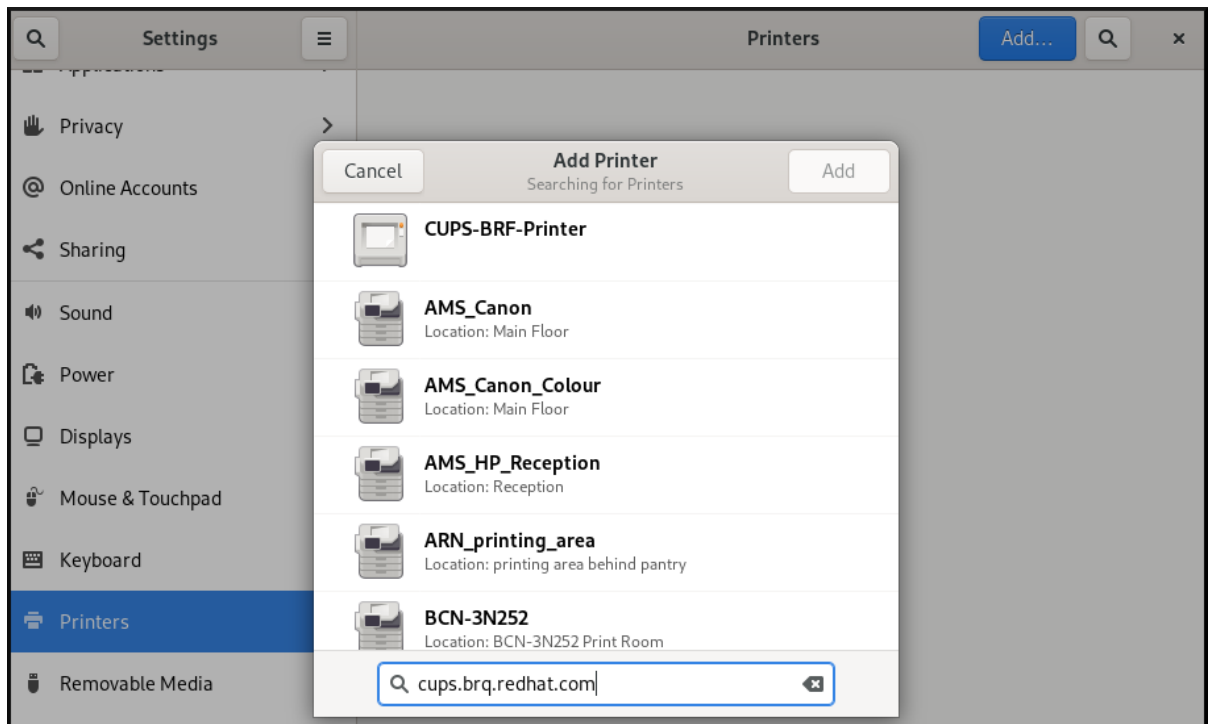 Settings
Printers
Add...
Applications
Privacy
Online Accounts
Sharing
Sound
Power
Displays
Mouse & Touchpad
Keyboard
Printers
Removable Media
Cancel
Add Printer
Searching for Printers
Add
CUPS-BRF-Printer
AMS_Canon
Location: Main Floor
AMS_Canon_Colour
Location: Main Floor
AMS_HP_Reception
Location: Reception
ARN_printing_area
Location: printing area behind pantry
BCN-3N252
Location: BCN-3N252 Print Room
cups.brq.redhat.com